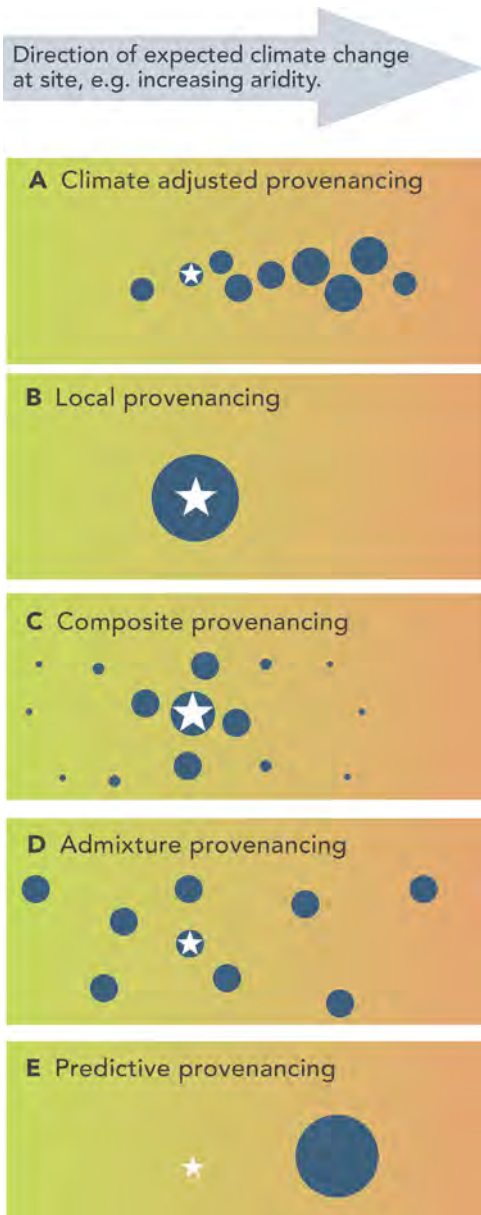 Direction of expected climate change
at site, e.g. increasing aridity.
A Climate adjusted provenancing
B Local provenancing
C Composite provenancing
D Admixture provenancing
E Predictive provenancing